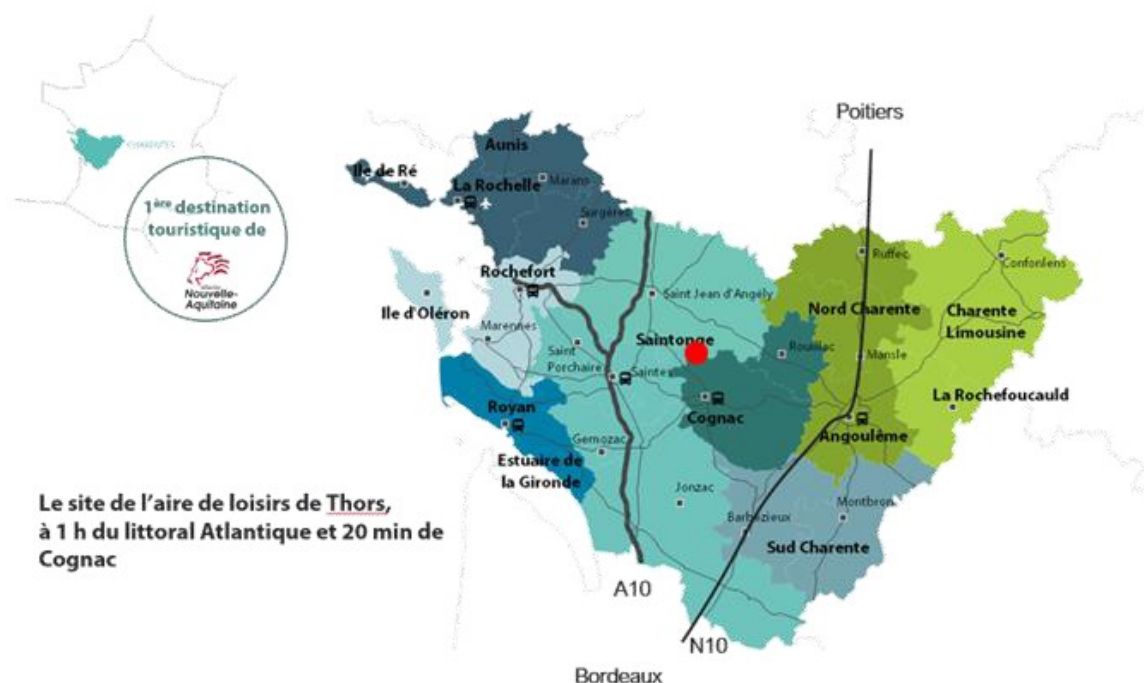 CHARENTES
1ère destination
touristique de
Nouvelle-
Aquitaine
Poitiers
Aunis
Ile de Ré
La Rochelle
Marans
Surgères
Rochefort
Ile d'Oléron
Marennes
Saint Jean d'Angély
Saintonge
Saint
Porchaire
Saintes
Ruffec
Confonlens
Nord Charente
Charente
Limousine
Rouillac
Mansle
La Rochefoucauld
Cognac
Angoulême
Royan
Gemozac
Estuaire de
la Gironde
Jonzac
Barbezieux
Montbron
Sud Charente
Le site de l'aire de loisirs de Thors,
à 1 h du littoral Atlantique et 20 min de
Cognac
A10
N10
Bordeaux